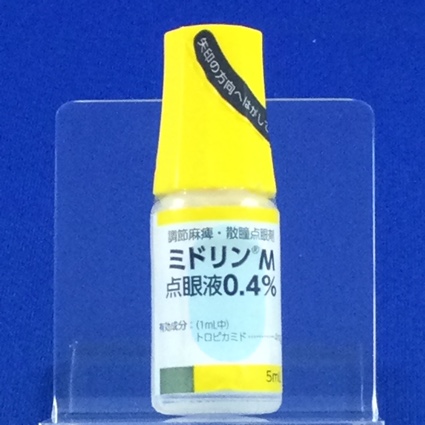 矢印の方向へはがして
調節麻痺・散瞳点眼剤
ミドリン®M
点眼液0.4%
有効成分:(1mL中)
トロピカミド
5mL